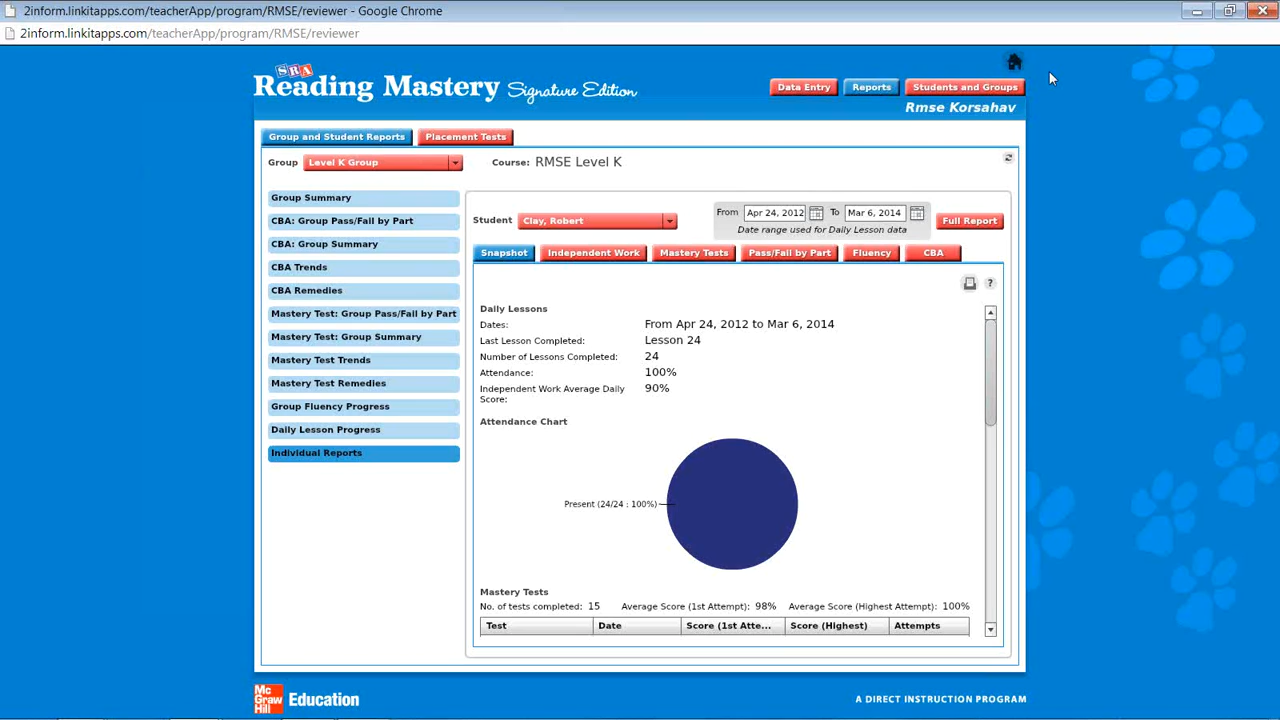 2inform.linkitapps.com/teacherApp/program/RMSE/reviewer - Google Chrome
2inform.linkitapps.com/teacherApp/program/RMSE/reviewer
SRA
Reading Mastery Signature Edition
Data Entry Reports Students and Groups
Rmse Korsahav
Group and Student Reports Placement Tests
Group Level K Group Course: RMSE Level K
Group Summary
CBA: Group Pass/Fail by Part
CBA: Group Summary
CBA Trends
CBA Remedies
Mastery Test: Group Pass/Fail by Part
Mastery Test: Group Summary
Mastery Test Trends
Mastery Test Remedies
Group Fluency Progress
Daily Lesson Progress
Individual Reports
Student Clay, Robert From Apr 24, 2012 To Mar 6, 2014 Full Report
Date range used for Daily Lesson data
Snapshot Independent Work Mastery Tests Pass/Fail by Part Fluency CBA
?
Daily Lessons
Dates: From Apr 24, 2012 to Mar 6, 2014
Last Lesson Completed: Lesson 24
Number of Lessons Completed: 24
Attendance: 100%
Independent Work Average Daily Score: 90%
Attendance Chart
Present (24/24 ; 100%)
Mastery Tests
No. of tests completed: 15 Average Score (1st Attempt): 98% Average Score (Highest Attempt): 100%
Test Date Score (1st Atte... Score (Highest) Attempts
Mc Graw Hill Education
A DIRECT INSTRUCTION PROGRAM